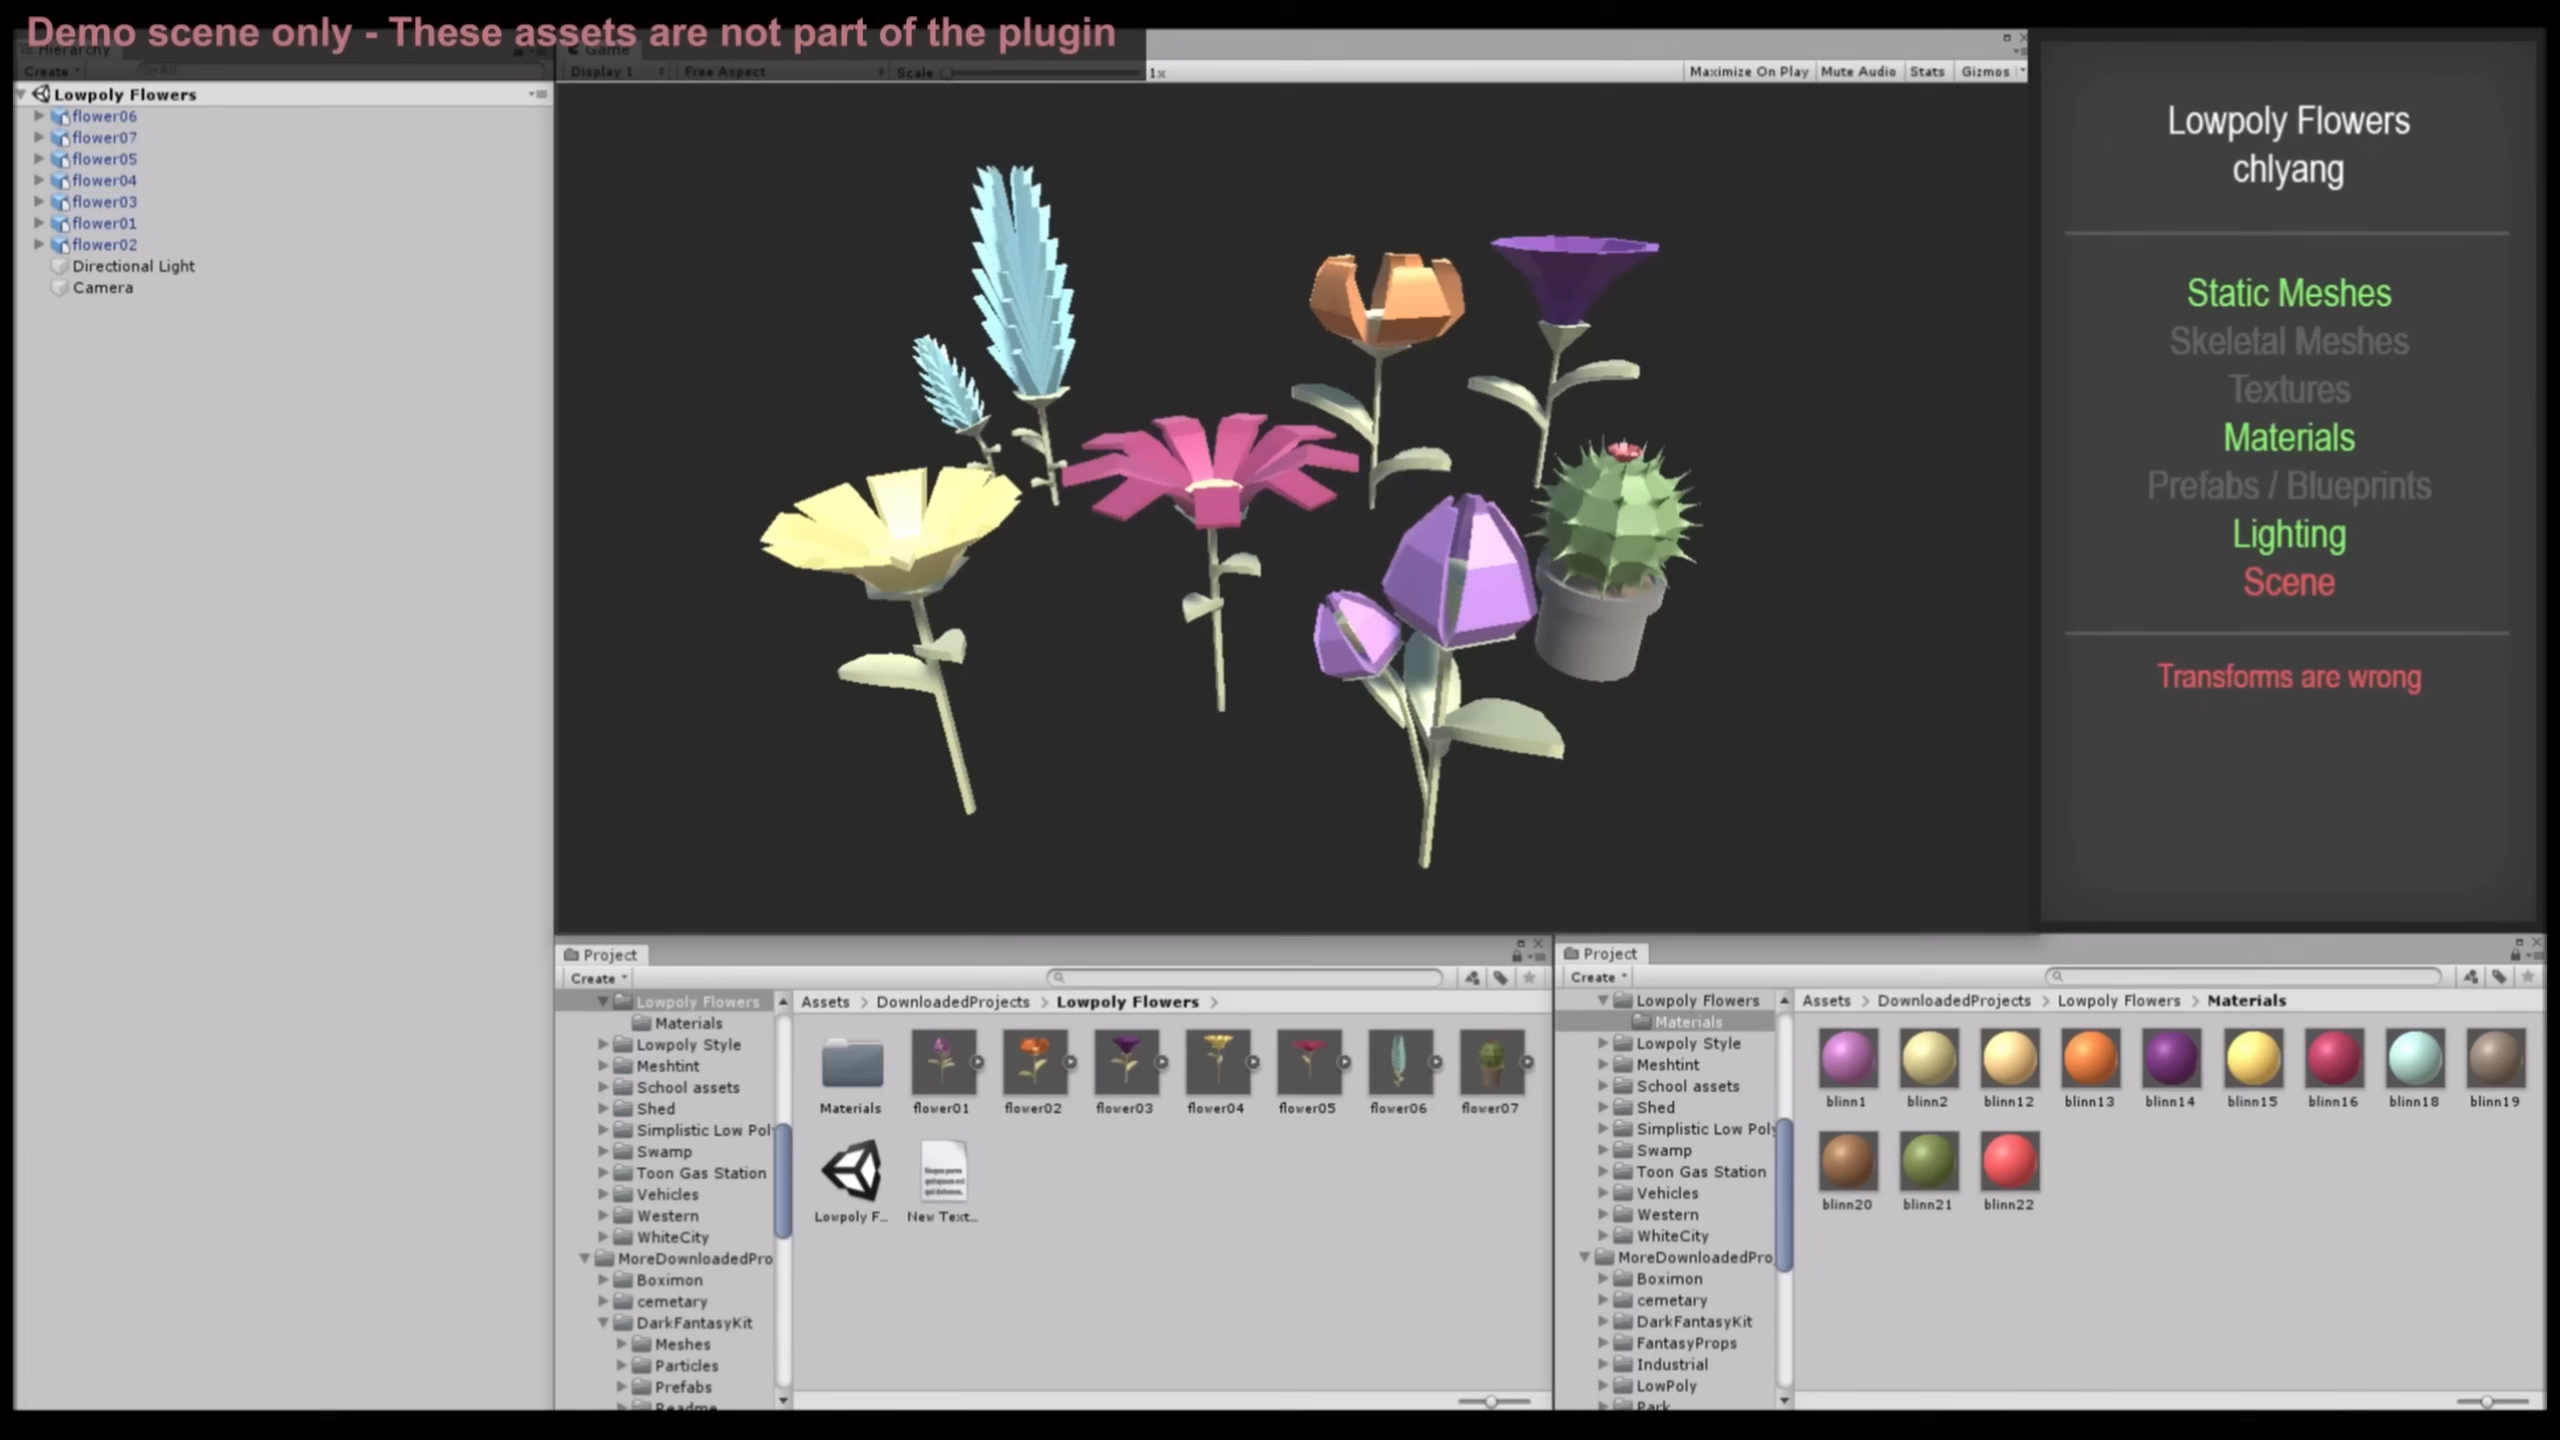 Demo scene only - These assets are not part of the plugin
Hierarchy
Create
All
Lowpoly Flowers
flower06
flower07
flower05
flower04
flower03
flower01
flower02
Directional Light
Camera
Game
Display 1
Free Aspect
Scale
1x
Maximize On Play
Mute Audio
Stats
Gizmos
Lowpoly Flowers
chlyang
Static Meshes
Skeletal Meshes
Textures
Materials
Prefabs / Blueprints
Lighting
Scene
Transforms are wrong
Project
Create
Lowpoly Flowers
Materials
Lowpoly Style
Meshtint
School assets
Shed
Simplistic Low Pol
Swamp
Toon Gas Station
Vehicles
Western
WhiteCity
MoreDownloadedPro
Boximon
cemetary
DarkFantasyKit
Meshes
Particles
Prefabs
Readme
Assets > DownloadedProjects > Lowpoly Flowers >
Materials
flower01
flower02
flower03
flower04
flower05
flower06
flower07
Lowpoly F...
New Text...
Project
Create
Lowpoly Flowers
Materials
Lowpoly Style
Meshtint
School assets
Shed
Simplistic Low Poly
Swamp
Toon Gas Station
Vehicles
Western
WhiteCity
MoreDownloadedPro
Boximon
cemetary
DarkFantasyKit
FantasyProps
Industrial
LowPoly
Park
Assets > DownloadedProjects > Lowpoly Flowers > Materials
blinn1
blinn2
blinn12
blinn13
blinn14
blinn15
blinn16
blinn18
blinn19
blinn20
blinn21
blinn22